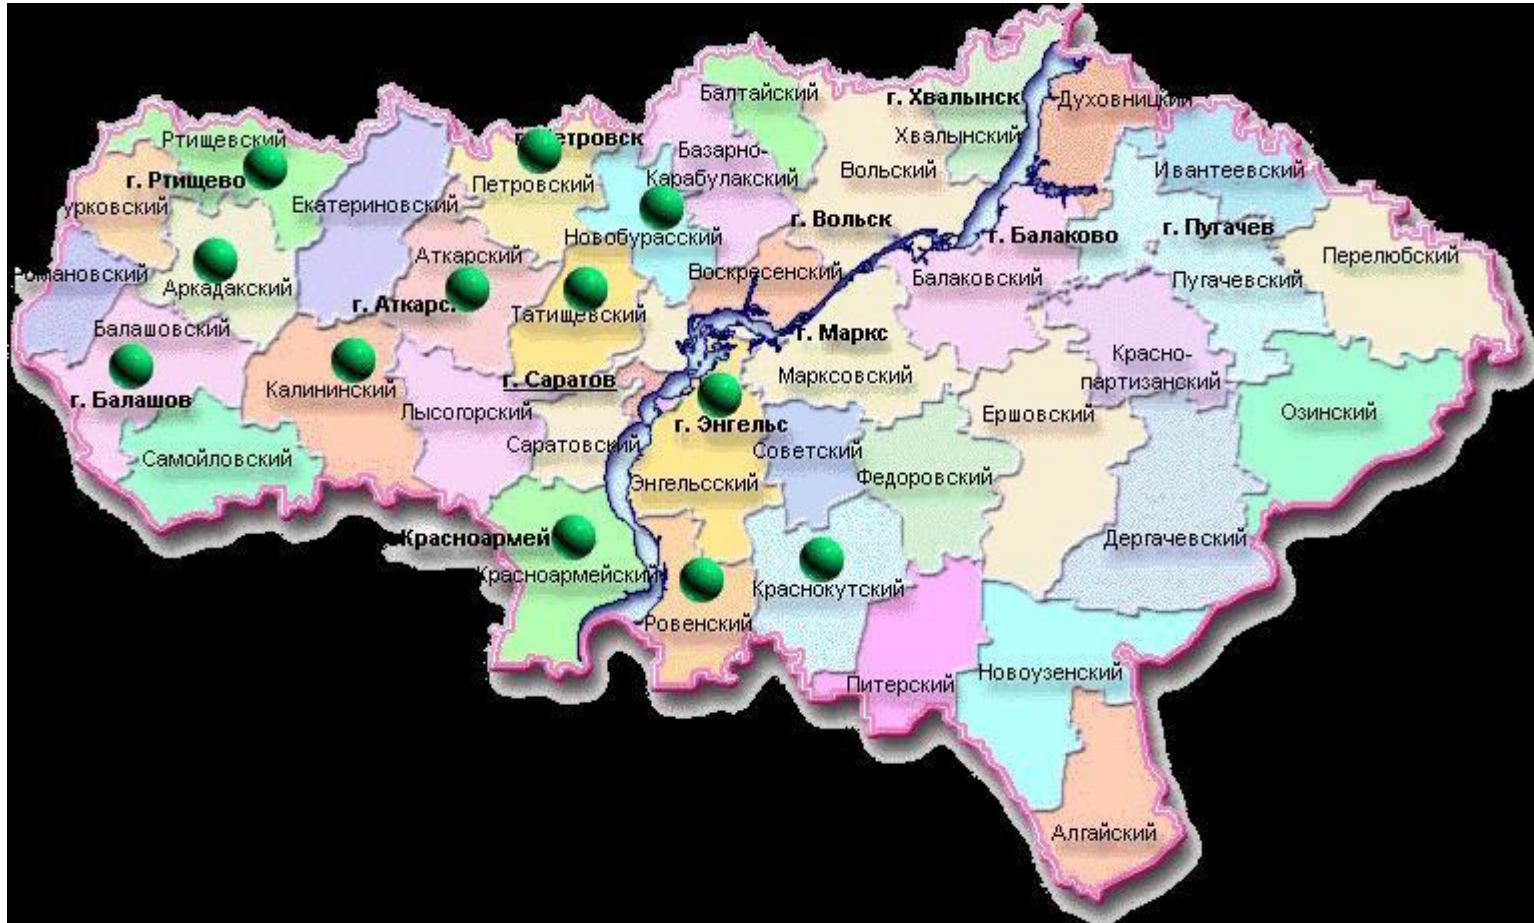 Балтайский
г. Хвалынск
Духовницкий
Ртищевский
г. Петровск
Хвалынский
Базарно-
Карабулакский
Вольский
Ивантеевский
г. Ртищево
Петровский
урковский
Екатериновский
г. Вольск
г. Балаково
г. Пугачев
Новобурасский
Аткарский
Перелюбский
Романовский
Аркадакский
Воскресенский
Балаковский
Пугачевский
г. Аткарс.
Татищевский
Балашовский
г. Маркс
Красно-
партизанский
Калининский
г. Саратов
Марксовский
г. Балашов
Лысогорский
Ершовский
Озинский
г. Энгельс
Саратовский
Советский
Самойловский
Энгельсский
Федоровский
Красноармей
Дергачевский
Красноармейский
Краснокутский
Ровенский
Питерский
Новоузенский
Алгайский